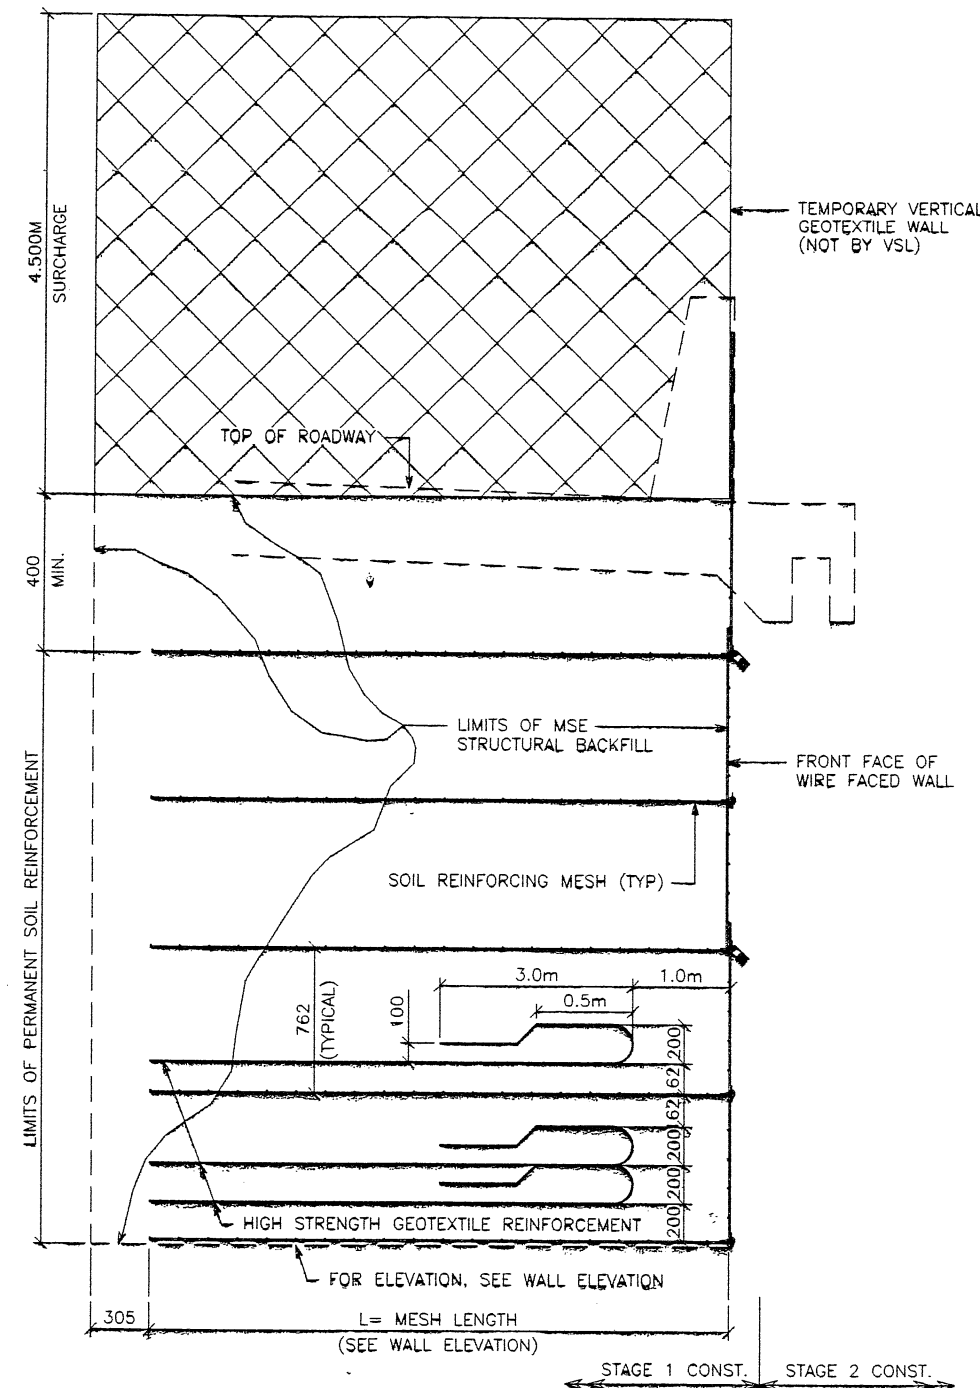 4.500M
SURCHARGE
TEMPORARY VERTICAL
GEOTEXTILE WALL
(NOT BY VSL)
TOP OF ROADWAY
400
MIN.
LIMITS OF MSE
STRUCTURAL BACKFILL
FRONT FACE OF
WIRE FACED WALL
LIMITS OF PERMANENT SOIL REINFORCEMENT
SOIL REINFORCING MESH (TYP)
3.0m
1.0m
0.5m
762
(TYPICAL)
100
200
162
162
200
200
200
HIGH STRENGTH GEOTEXTILE REINFORCEMENT
FOR ELEVATION, SEE WALL ELEVATION
305
L= MESH LENGTH
(SEE WALL ELEVATION)
STAGE 1 CONST.
STAGE 2 CONST.